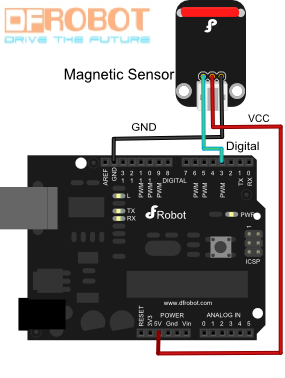 DFROBOT
DRIVE THE FUTURE
Magnetic Sensor
GND
VCC
Digital
AREF
GND
13
12
PWM 11
PWM 10
PWM 9
8
DIGITAL
7
PWM 6
PWM 5
4
PWM 3
2
TX 1
RX 0
L
TX
RX
DFRobot
PWR
1
ICSP
www.dfrobot.com
POWER
ANALOG IN
RESET
3V3
5V
Gnd
Vin
0 1 2 3 4 5